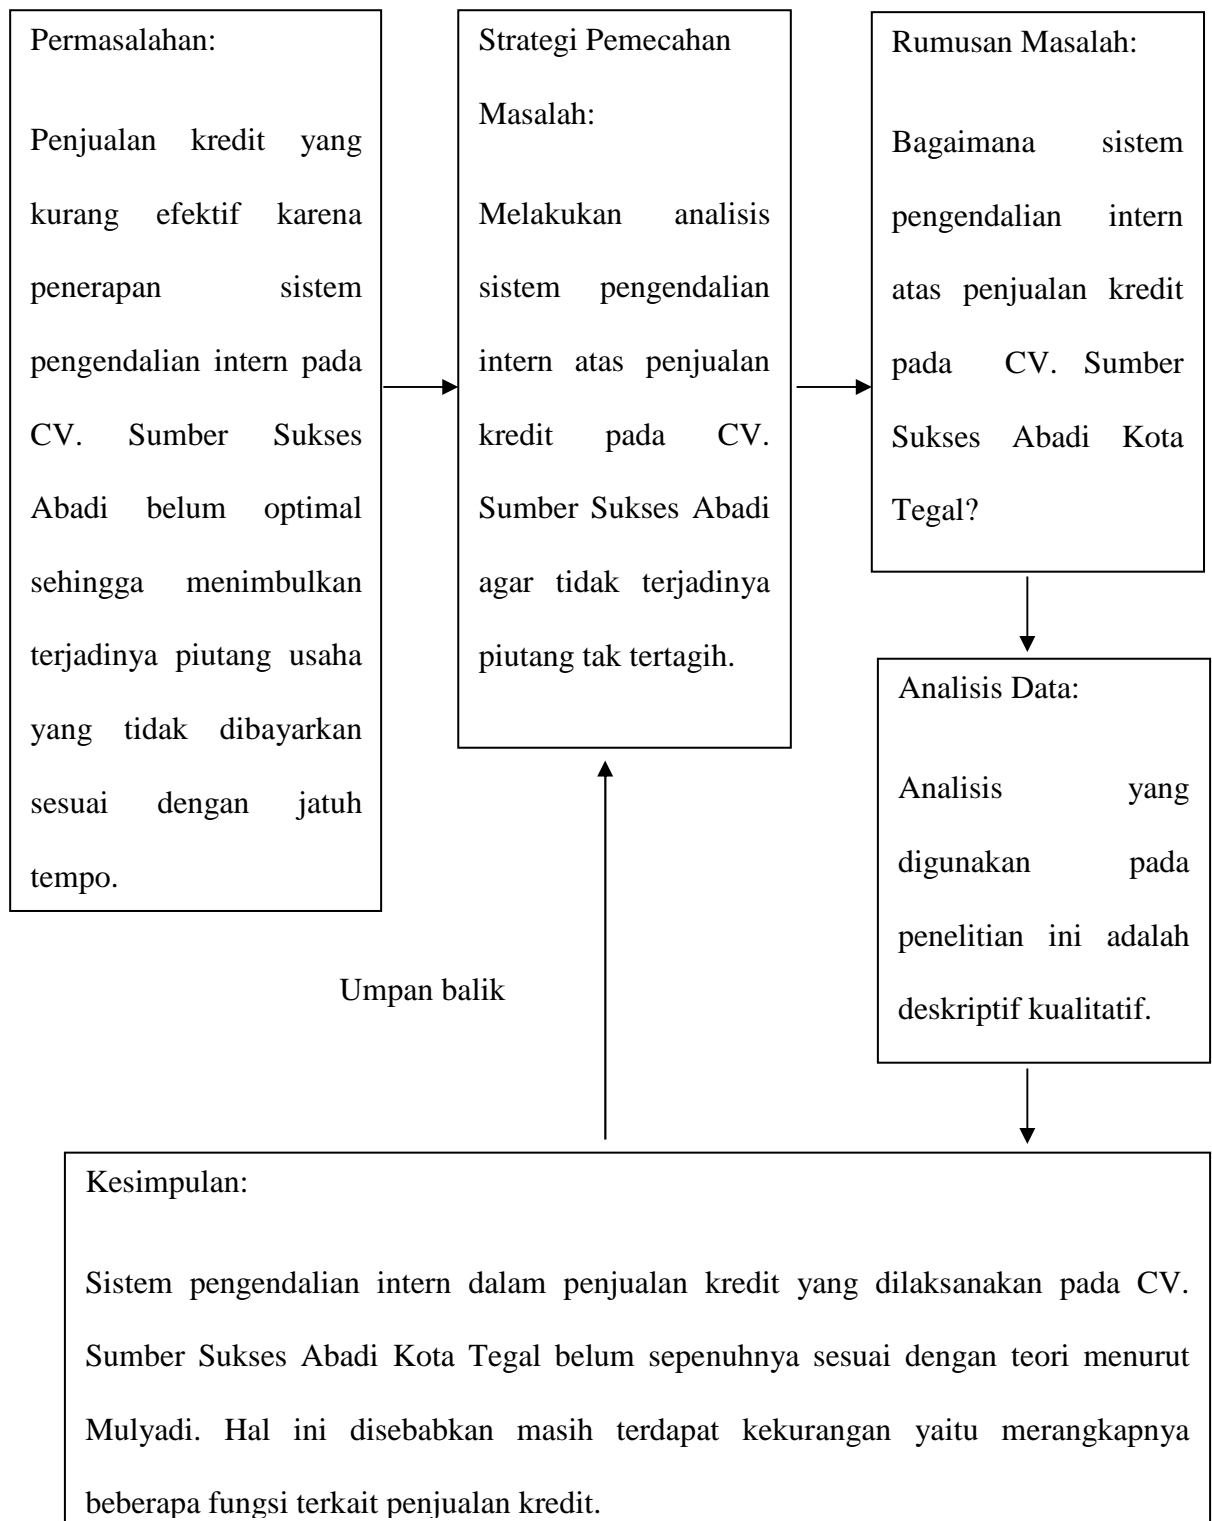 Permasalahan:
Penjualan kredit yang
kurang efektif karena
penerapan sistem
pengendalian intern pada
CV. Sumber Sukses
Abadi belum optimal
sehingga menimbulkan
terjadinya piutang usaha
yang tidak dibayarkan
sesuai dengan jatuh
tempo.
Strategi Pemecahan
Masalah:
Melakukan analisis
sistem pengendalian
intern atas penjualan
kredit pada CV.
Sumber Sukses Abadi
agar tidak terjadinya
piutang tak tertagih.
Rumusan Masalah:
Bagaimana sistem
pengendalian intern
atas penjualan kredit
pada CV. Sumber
Sukses Abadi Kota
Tegal?
Analisis Data:
Analisis yang
digunakan pada
penelitian ini adalah
deskriptif kualitatif.
Umpan balik
Kesimpulan:
Sistem pengendalian intern dalam penjualan kredit yang dilaksanakan pada CV.
Sumber Sukses Abadi Kota Tegal belum sepenuhnya sesuai dengan teori menurut
Mulyadi. Hal ini disebabkan masih terdapat kekurangan yaitu merangkapnya
beberapa fungsi terkait penjualan kredit.